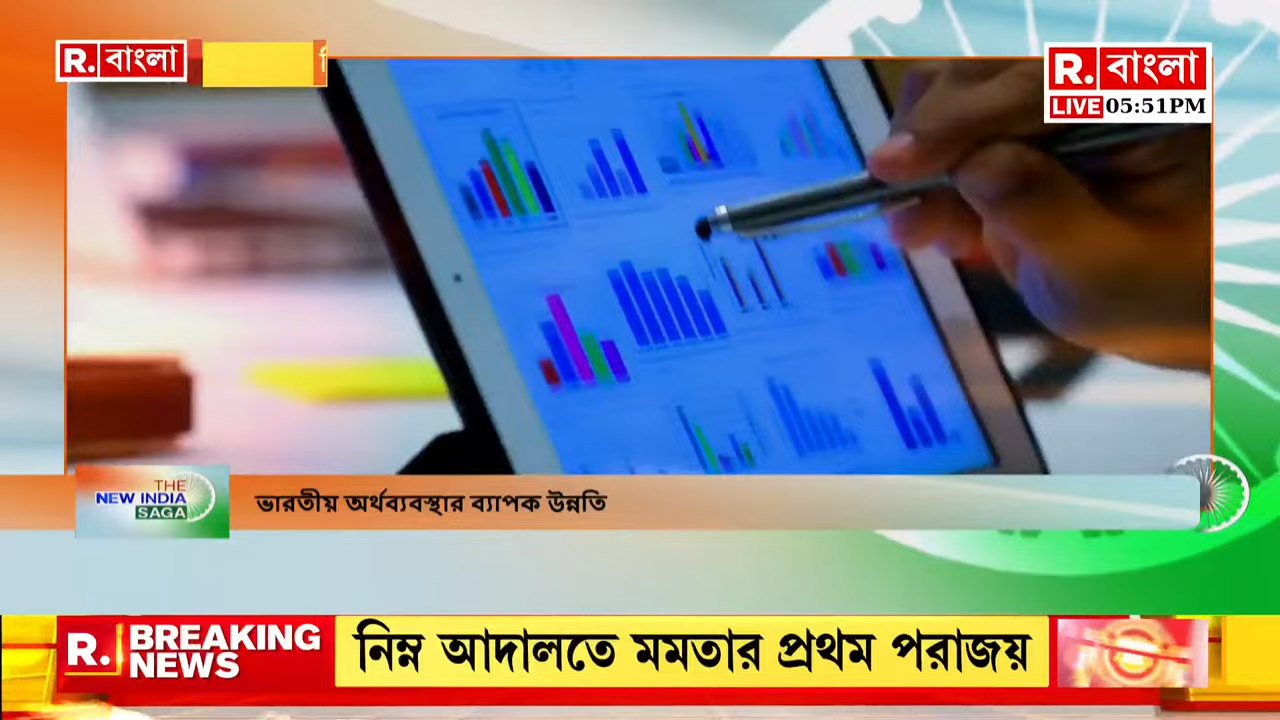 R. বাংলা
R. বাংলা
LIVE 05:51PM
THE
NEW INDIA
SAGA
ভারতীয় অর্থব্যবস্থার ব্যাপক উন্নতি
R. BREAKING
NEWS
নিম্ন আদালতে মমতার প্রথম পরাজয়